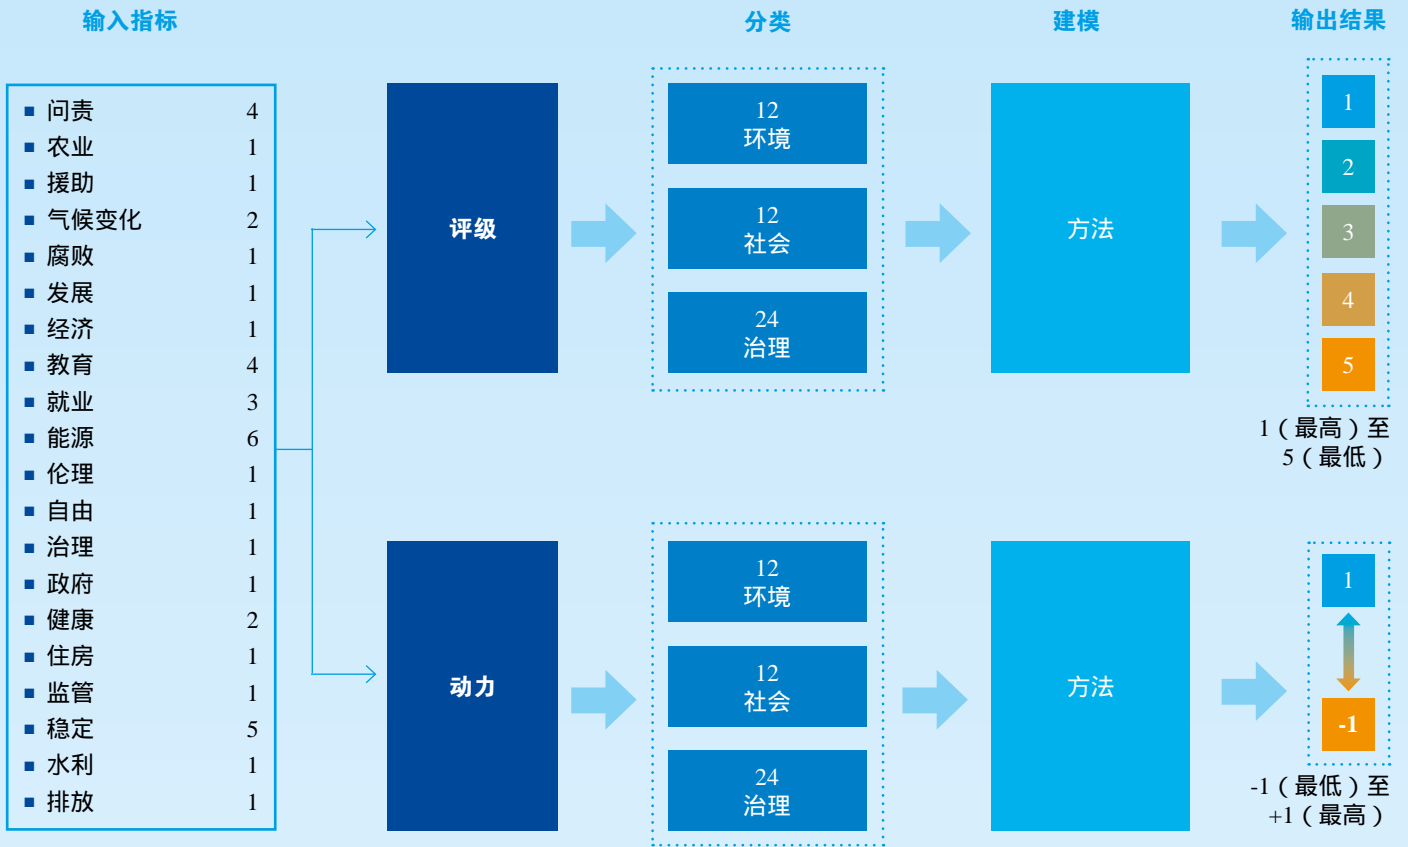 输入指标
分类
建模
输出结果
问责 4
农业 1
援助 1
气候变化 2
腐败 1
发展 1
经济 1
教育 4
就业 3
能源 6
伦理 1
自由 1
治理 1
政府 1
健康 2
住房 1
监管 1
稳定 5
水利 1
排放 1
评级
12
环境
12
社会
24
治理
方法
1
2
3
4
5
1（最高）至
5（最低）
动力
12
环境
12
社会
24
治理
方法
1
-1
-1（最低）至
+1（最高）